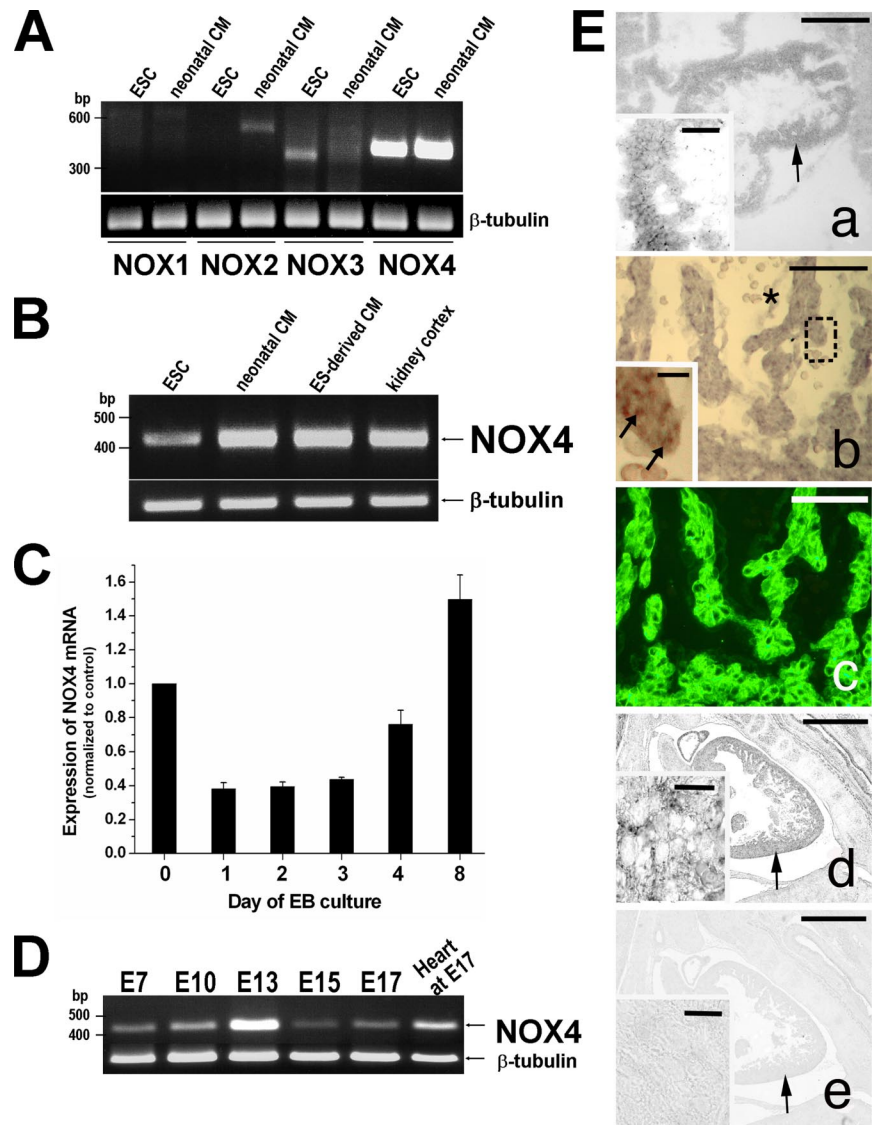 A
ESC neonatal CM ESC neonatal CM ESC neonatal CM ESC neonatal CM
bp
600
300
β-tubulin
NOX1 NOX2 NOX3 NOX4
B
ESC neonatal CM ES-derived CM kidney cortex
bp
500
400
NOX4
β-tubulin
C
Expression of NOX4 mRNA
(normalized to control)
1.6
1.4
1.2
1.0
0.8
0.6
0.4
0.2
0.0
0 1 2 3 4 8
Day of EB culture
D
E7 E10 E13 E15 E17 Heart at E17
bp
500
400
NOX4
β-tubulin
E
a
*
b
c
d
e